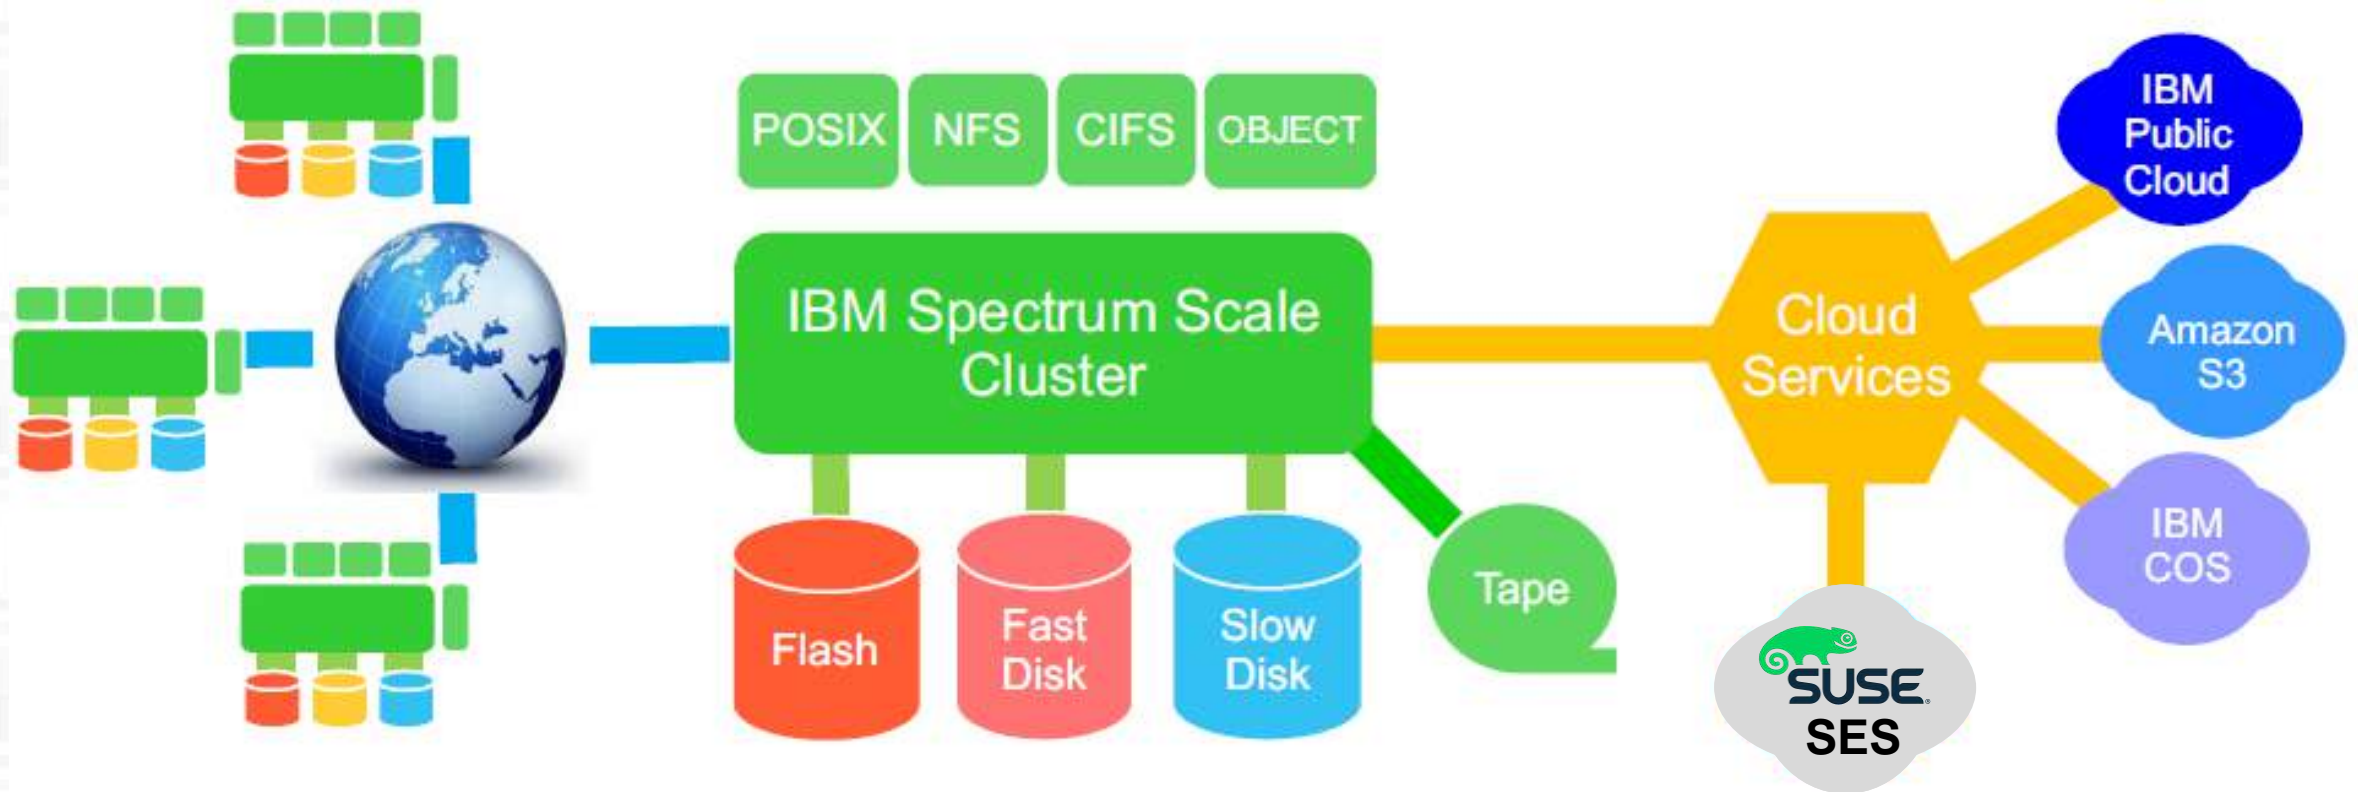 POSIX
NFS
CIFS
OBJECT
IBM Spectrum Scale
Cluster
Flash
Fast
Disk
Slow
Disk
Tape
Cloud
Services
IBM
Public
Cloud
Amazon
S3
IBM
COS
SUSE®
SES